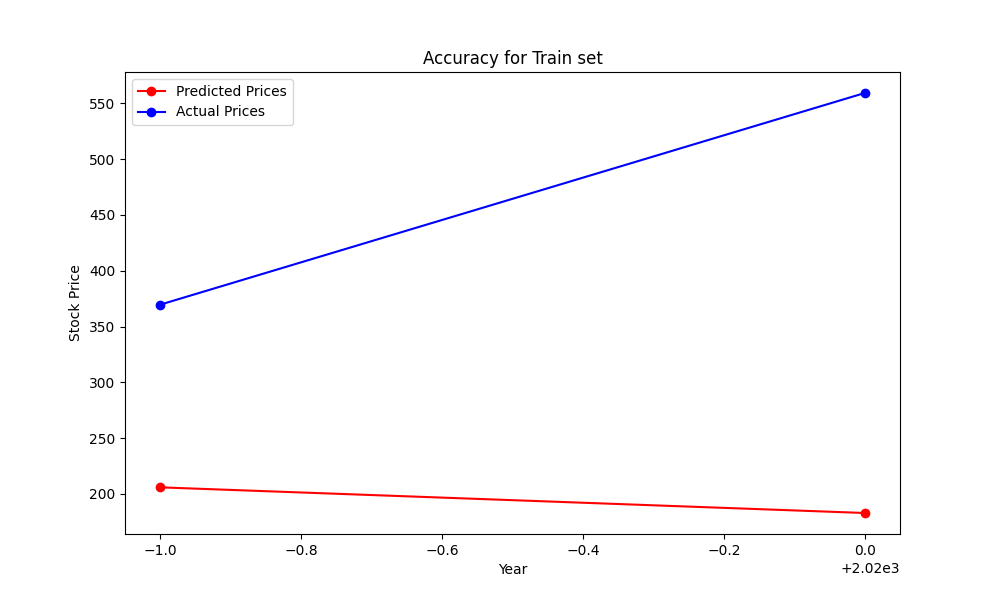 Accuracy for Train set
Predicted Prices
Actual Prices
550
500
450
400
350
300
250
200
Stock Price
−1.0
−0.8
−0.6
−0.4
−0.2
0.0
+2.02e3
Year